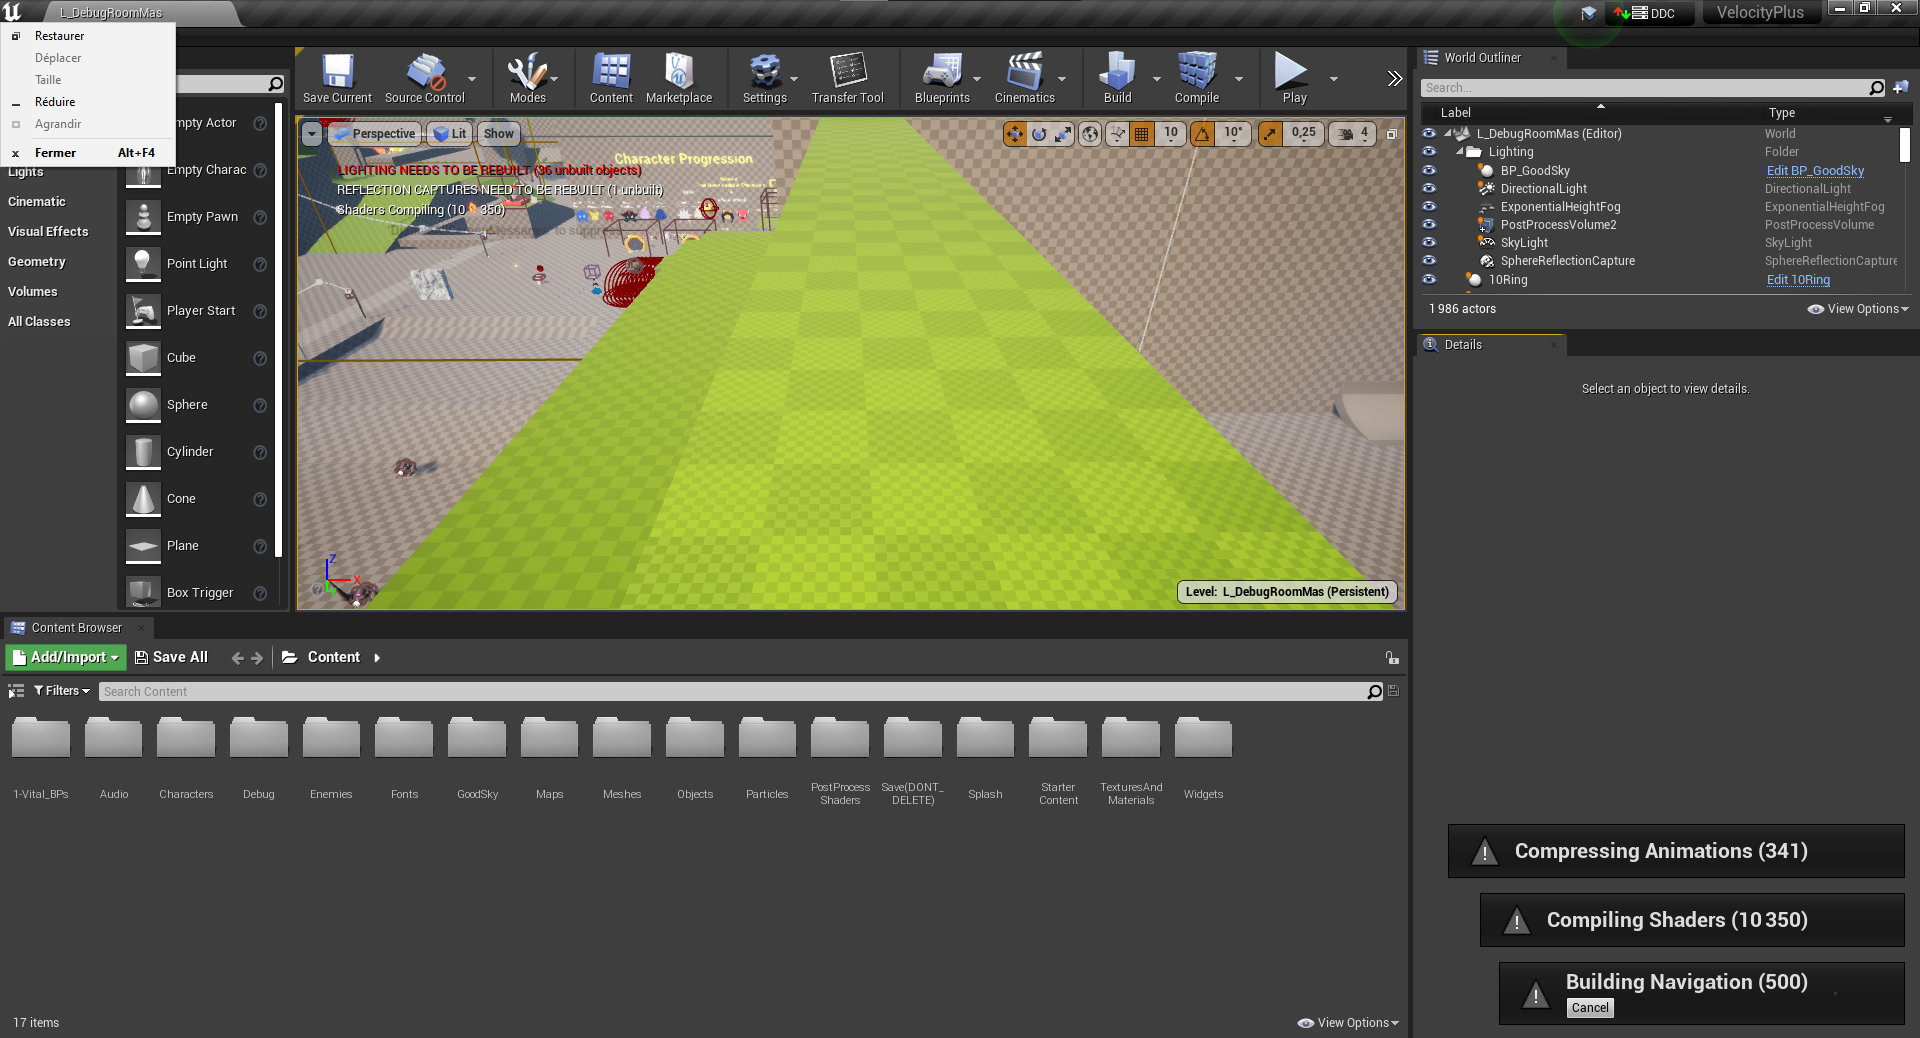 L_DebugRoomMas
DDC
VelocityPlus
Restaurer
Déplacer
Taille
Réduire
Agrandir
Fermer Alt+F4
Lights
Cinematic
Visual Effects
Geometry
Volumes
All Classes
mpty Actor
Empty Charac
Empty Pawn
Point Light
Player Start
Cube
Sphere
Cylinder
Cone
Plane
Box Trigger
Save Current
Source Control
Modes
Content
Marketplace
Settings
Transfer Tool
Blueprints
Cinematics
Build
Compile
Play
Perspective
Lit
Show
10
10°
0,25
4
Character Progression
LIGHTING NEEDS TO BE REBUILT (36 unbuilt objects)
REFLECTION CAPTURES NEED TO BE REBUILT (1 unbuilt)
Shaders Compiling (10 350)
to suppress
Z
X
Level: L_DebugRoomMas (Persistent)
World Outliner
Search...
Label Type
L_DebugRoomMas (Editor) World
Lighting Folder
BP_GoodSky Edit BP_GoodSky
DirectionalLight DirectionalLight
ExponentialHeightFog ExponentialHeightFog
PostProcessVolume2 PostProcessVolume
SkyLight SkyLight
SphereReflectionCapture SphereReflectionCapture
10Ring Edit 10Ring
1 986 actors
View Options
Details
Select an object to view details.
Content Browser
Add/Import
Save All
Content
Filters
Search Content
1-Vital_BPs
Audio
Characters
Debug
Enemies
Fonts
GoodSky
Maps
Meshes
Objects
Particles
PostProcess
Shaders
Save(DONT_
DELETE)
Splash
Starter
Content
TexturesAnd
Materials
Widgets
17 items
View Options
Compressing Animations (341)
Compiling Shaders (10 350)
Building Navigation (500)
Cancel